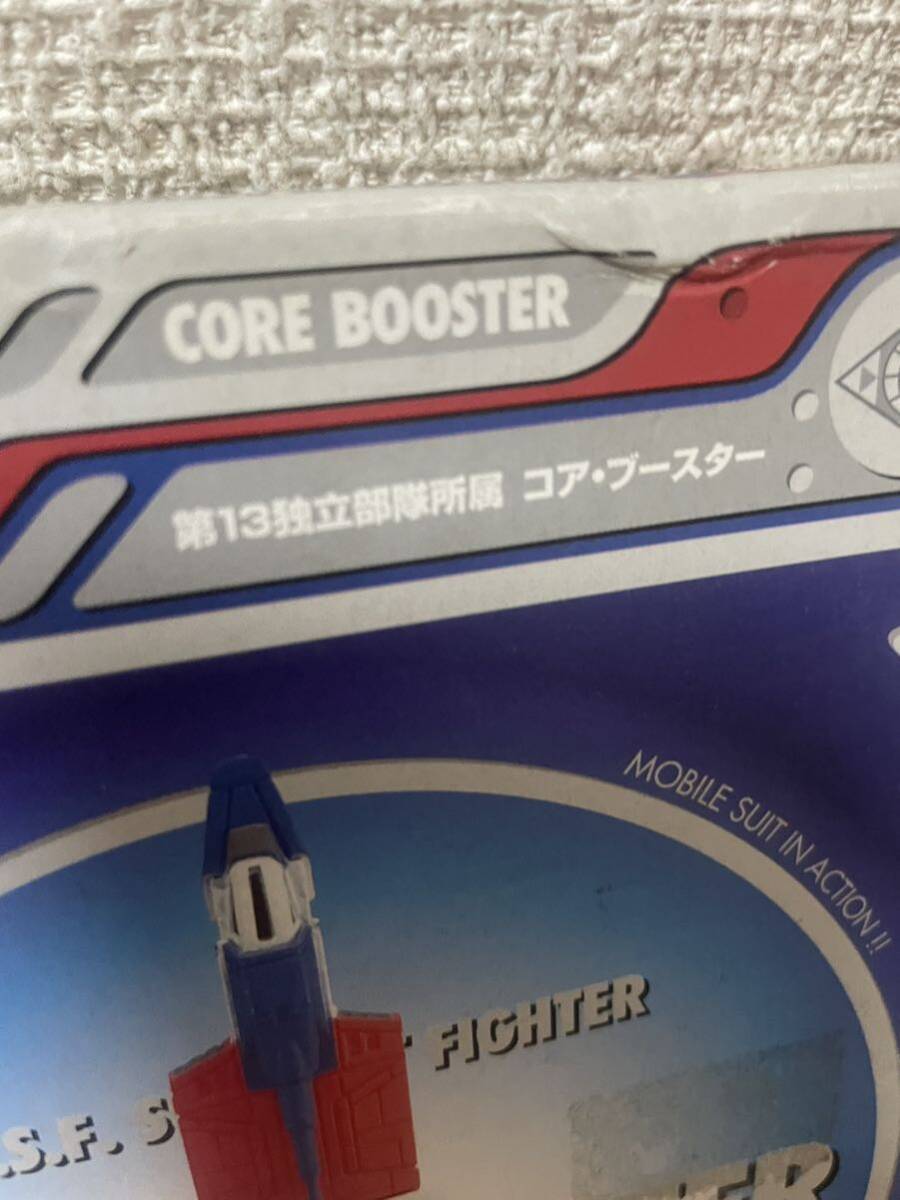 CORE BOOSTER
第13独立部隊所属 コア・ブースター
MOBILE SUIT IN ACTION!!
FIGHTER
.S.F. S